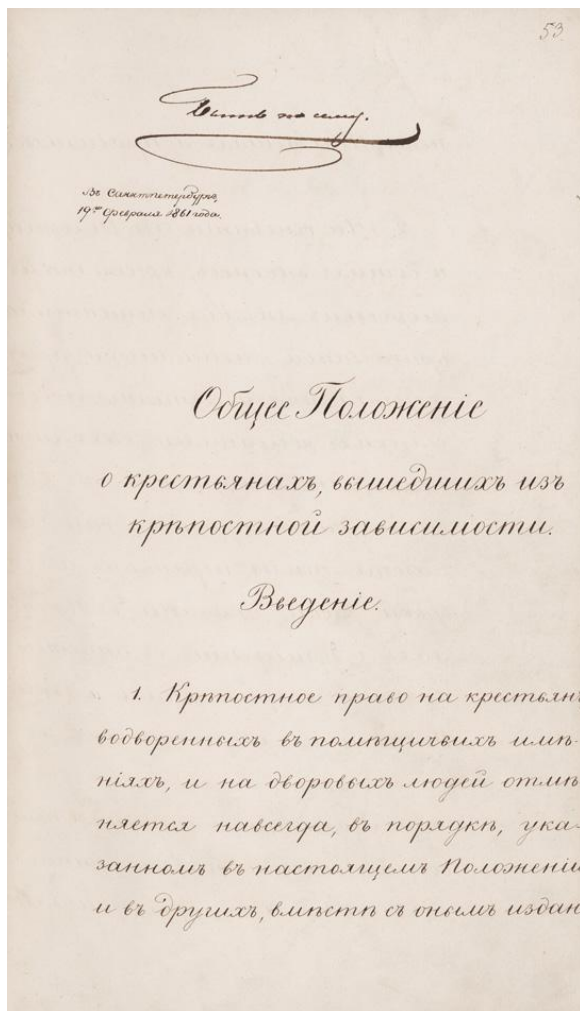 53.
Быть по сему.
Въ Санктпетербургѣ,
19го февраля 1861 года.
Общее Положеніе
о крестьянахъ, вышедшихъ изъ
крѣпостной зависимости.
Введеніе.
1. Крѣпостное право на крестьян
водворенныхъ въ помѣщичьихъ имѣ-
ніяхъ, и на дворовыхъ людей отмѣ
няется навсегда, въ порядкѣ, ука-
занномъ въ настоящемъ Положеніи
и въ другихъ, вмѣстѣ съ онымъ издан